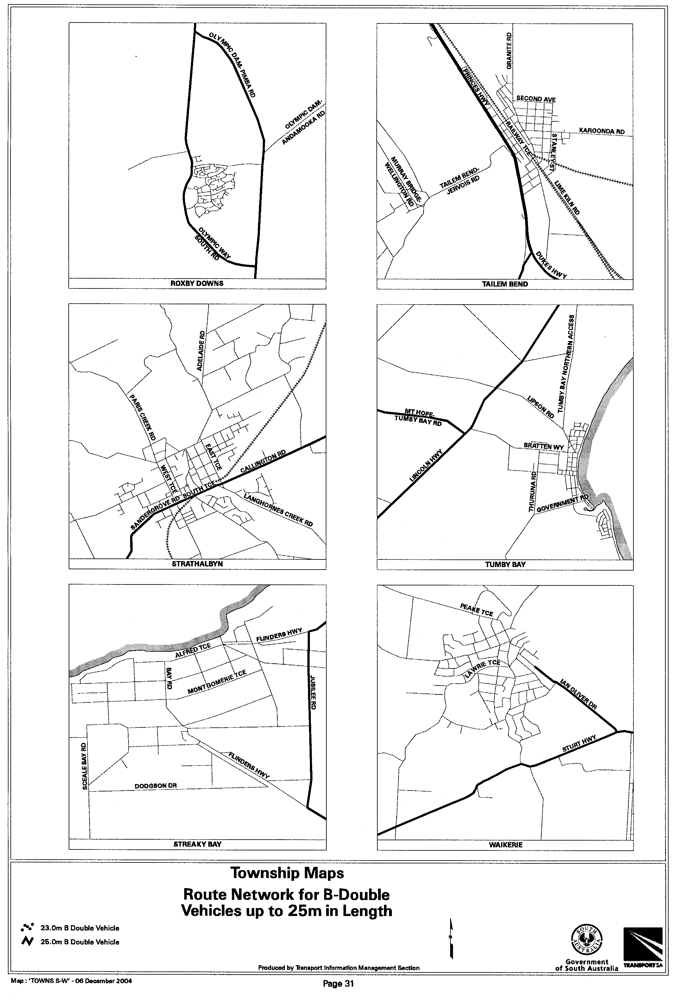 OLYMPIC DAM- PIMBA RD
OLYMPIC DAM-
ANDAMOOKA RD
OLYMPIC WAY
SOUTH RD
ROXBY DOWNS
GRANITE RD
PRINCES HWY
SECOND AVE
RAILWAY TCE
KAROONDA RD
STANLEY ST
MURRAY BRIDGE-
WELLINGTON RD
TAILEM BEND-
JERVOIS RD
LIME KILN RD
DUKES HWY
TAILEM BEND
ADELAIDE RD
PARIS CREEK RD
EAST TCE
WEST TCE
CALLINGTON RD
SOUTH TCE
SANDERGROVE RD
LANGHORNES CREEK RD
STRATHALBYN
TUMBY BAY NORTHERN ACCESS
LIPSON RD
MT HOPE-
TUMBY BAY RD
BRATTEN WY
LINCOLN HWY
THURUNA RD
GOVERNMENT RD
TUMBY BAY
FLINDERS HWY
ALFRED TCE
BAY RD
MONTGOMERIE TCE
JUBILEE RD
SCEALE BAY RD
FLINDERS HWY
DODGSON DR
STREAKY BAY
PEAKE TCE
LAWRIE TCE
IAN OLIVER DR
STURT HWY
WAIKERIE
Township Maps
Route Network for B-Double
Vehicles up to 25m in Length
23.0m B Double Vehicle
25.0m B Double Vehicle
N
SOUTH
AUSTRALIA
Government
of South Australia
TRANSPORT SA
Produced by Transport Information Management Section
Map : 'TOWNS S-W' - 06 December 2004
Page 31